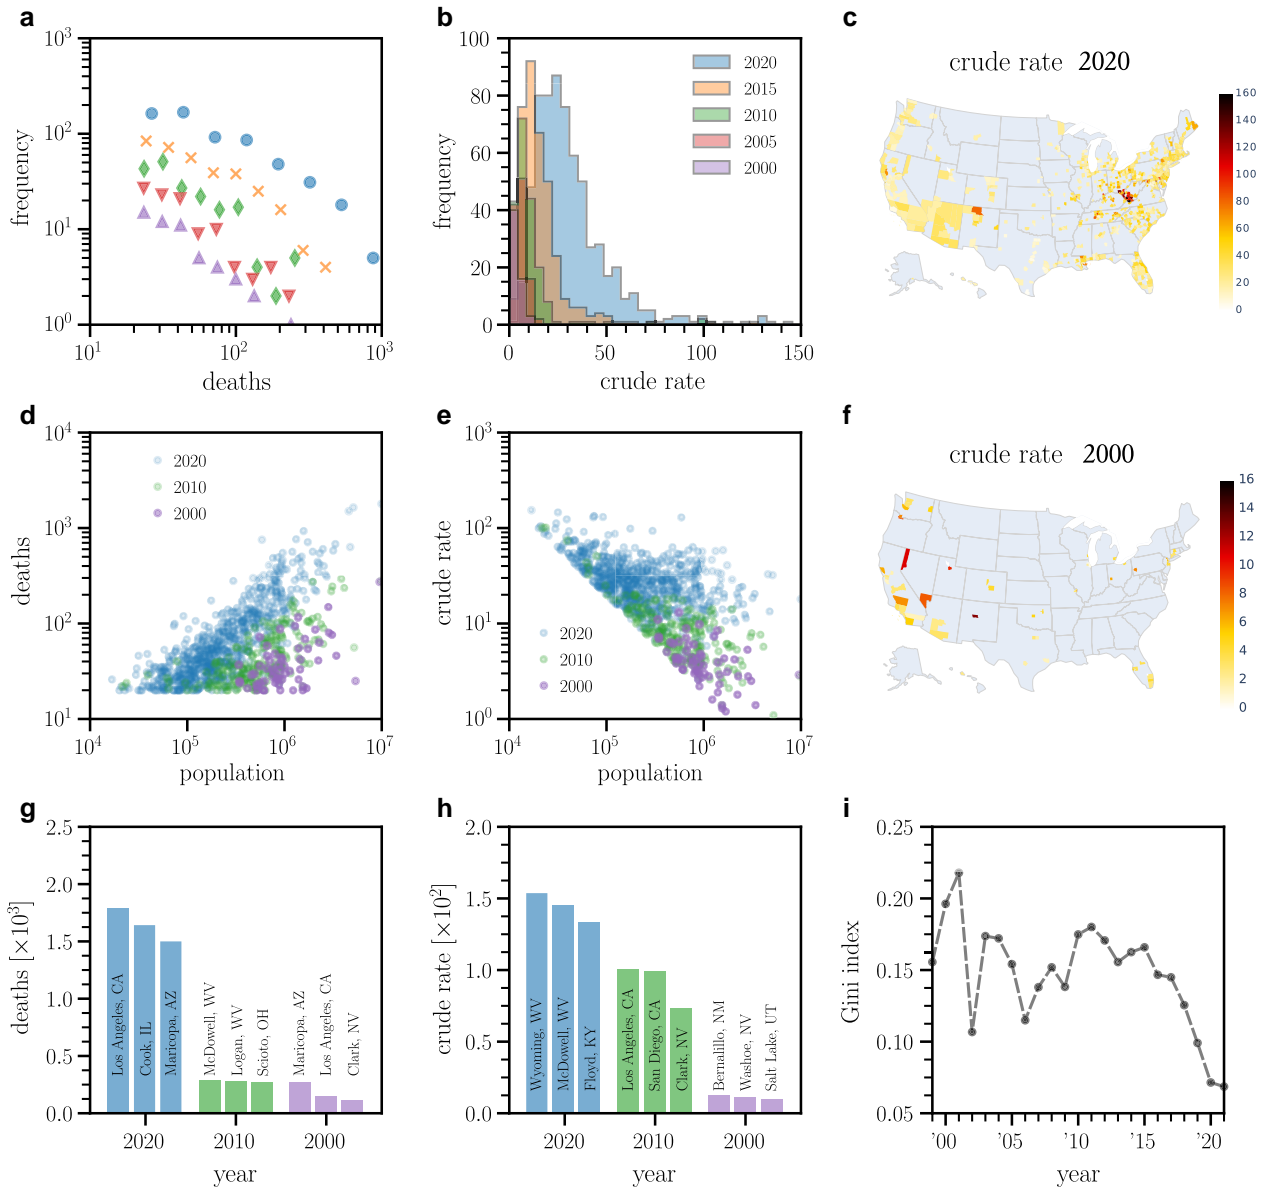 a
frequency
10^3
10^2
10^1
10^0
10^1
10^2
10^3
deaths
b
frequency
100
80
60
40
20
0
0
50
100
150
crude rate
2020
2015
2010
2005
2000
c
crude rate 2020
160
140
120
100
80
60
40
20
0
d
deaths
10^4
10^3
10^2
10^1
10^4
10^5
10^6
10^7
population
2020
2010
2000
e
crude rate
10^3
10^2
10^1
10^0
10^4
10^5
10^6
10^7
population
2020
2010
2000
f
crude rate 2000
16
14
12
10
8
6
4
2
0
g
deaths [×10^3]
2.5
2.0
1.5
1.0
0.5
0.0
Los Angeles, CA
Cook, IL
Maricopa, AZ
McDowell, WV
Logan, WV
Scioto, OH
Maricopa, AZ
Los Angeles, CA
Clark, NV
2020
2010
2000
year
h
crude rate [×10^2]
2.0
1.5
1.0
0.5
0.0
Wyoming, WV
McDowell, WV
Floyd, KY
Los Angeles, CA
San Diego, CA
Clark, NV
Bernalillo, NM
Washoe, NV
Salt Lake, UT
2020
2010
2000
year
i
Gini index
0.25
0.20
0.15
0.10
0.05
'00
'05
'10
'15
'20
year